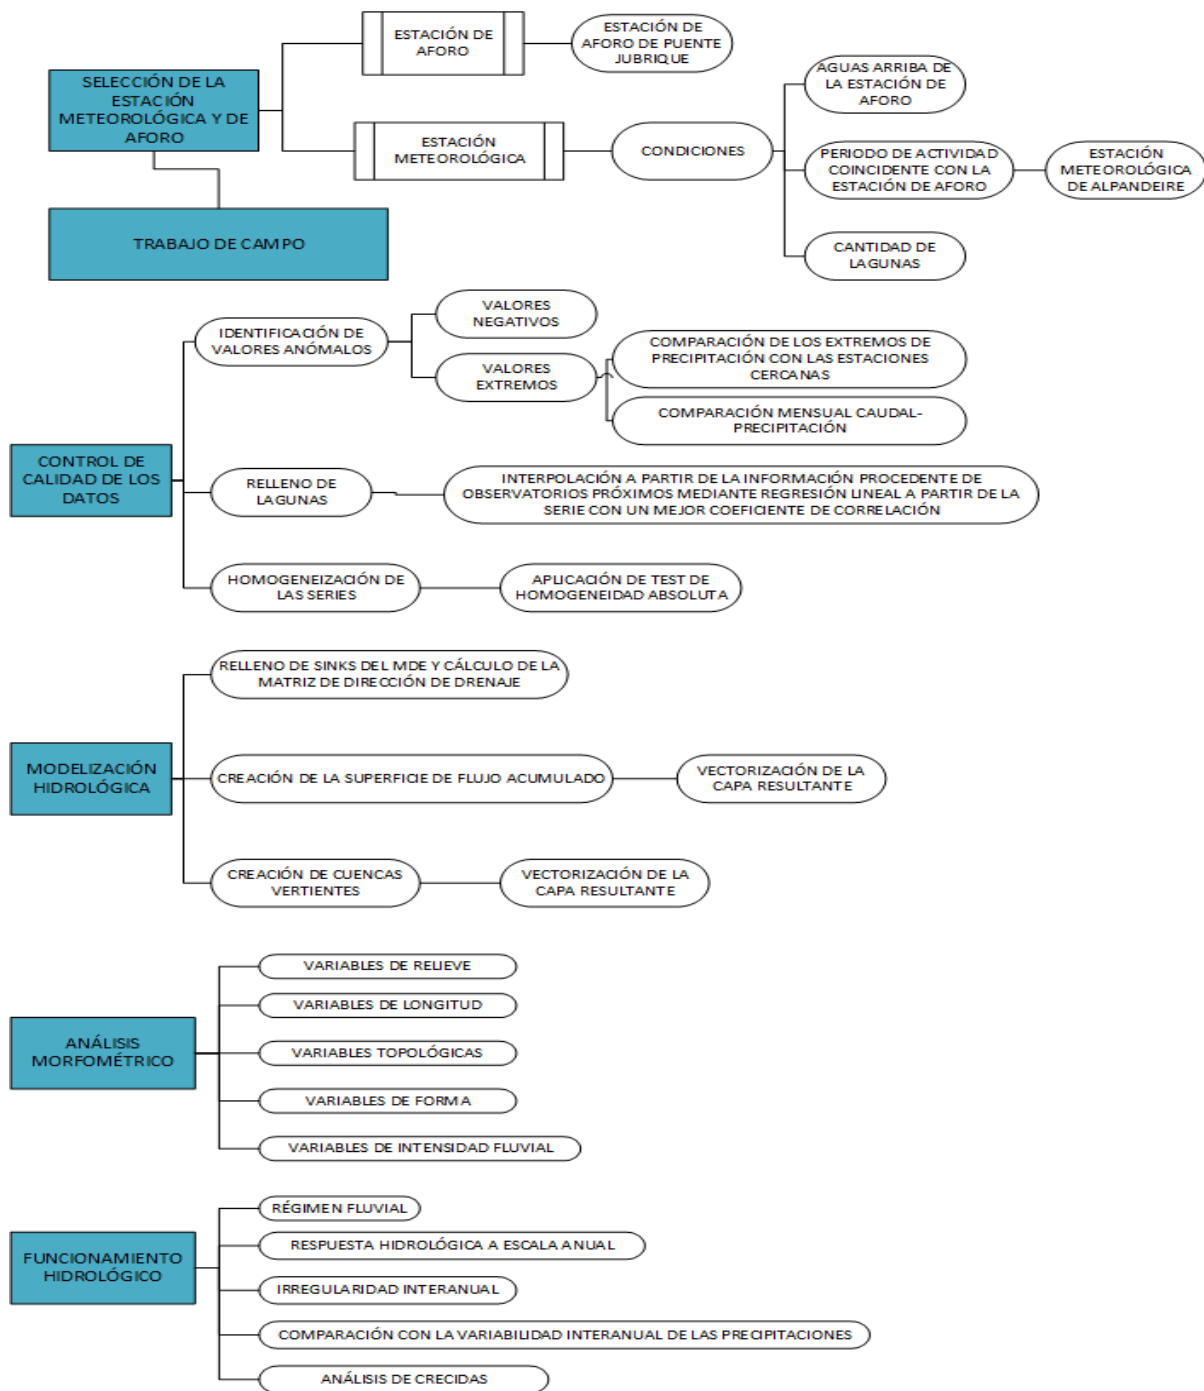 SELECCIÓN DE LA
ESTACIÓN
METEOROLÓGICA Y DE
AFORO
ESTACIÓN DE
AFORO
ESTACIÓN DE
AFORO DE PUENTE
JUBRIQUE
ESTACIÓN
METEOROLÓGICA
CONDICIONES
AGUAS ARRIBA DE
LA ESTACIÓN DE
AFORO
PERIODO DE ACTIVIDAD
COINCIDENTE CON LA
ESTACIÓN DE AFORO
ESTACIÓN
METEOROLÓGICA
DE ALPANDEIRE
CANTIDAD DE
LAGUNAS
TRABAJO DE CAMPO
CONTROL DE
CALIDAD DE LOS
DATOS
IDENTIFICACIÓN DE
VALORES ANÓMALOS
VALORES
NEGATIVOS
VALORES
EXTREMOS
COMPARACIÓN DE LOS EXTREMOS DE
PRECIPITACIÓN CON LAS ESTACIONES
CERCANAS
COMPARACIÓN MENSUAL CAUDAL-
PRECIPITACIÓN
RELLENO DE
LAGUNAS
INTERPOLACIÓN A PARTIR DE LA INFORMACIÓN PROCEDENTE DE
OBSERVATORIOS PRÓXIMOS MEDIANTE REGRESIÓN LINEAL A PARTIR DE LA
SERIE CON UN MEJOR COEFICIENTE DE CORRELACIÓN
HOMOGENEIZACIÓN DE
LAS SERIES
APLICACIÓN DE TEST DE
HOMOGENEIDAD ABSOLUTA
MODELIZACIÓN
HIDROLÓGICA
RELLENO DE SINKS DEL MDE Y CÁLCULO DE LA
MATRIZ DE DIRECCIÓN DE DRENAJE
CREACIÓN DE LA SUPERFICIE DE FLUJO ACUMULADO
VECTORIZACIÓN DE LA
CAPA RESULTANTE
CREACIÓN DE CUENCAS
VERTIENTES
VECTORIZACIÓN DE LA
CAPA RESULTANTE
ANÁLISIS
MORFOMÉTRICO
VARIABLES DE RELIEVE
VARIABLES DE LONGITUD
VARIABLES TOPOLÓGICAS
VARIABLES DE FORMA
VARIABLES DE INTENSIDAD FLUVIAL
FUNCIONAMIENTO
HIDROLÓGICO
RÉGIMEN FLUVIAL
RESPUESTA HIDROLÓGICA A ESCALA ANUAL
IRREGULARIDAD INTERANUAL
COMPARACIÓN CON LA VARIABILIDAD INTERANUAL DE LAS PRECIPITACIONES
ANÁLISIS DE CRECIDAS